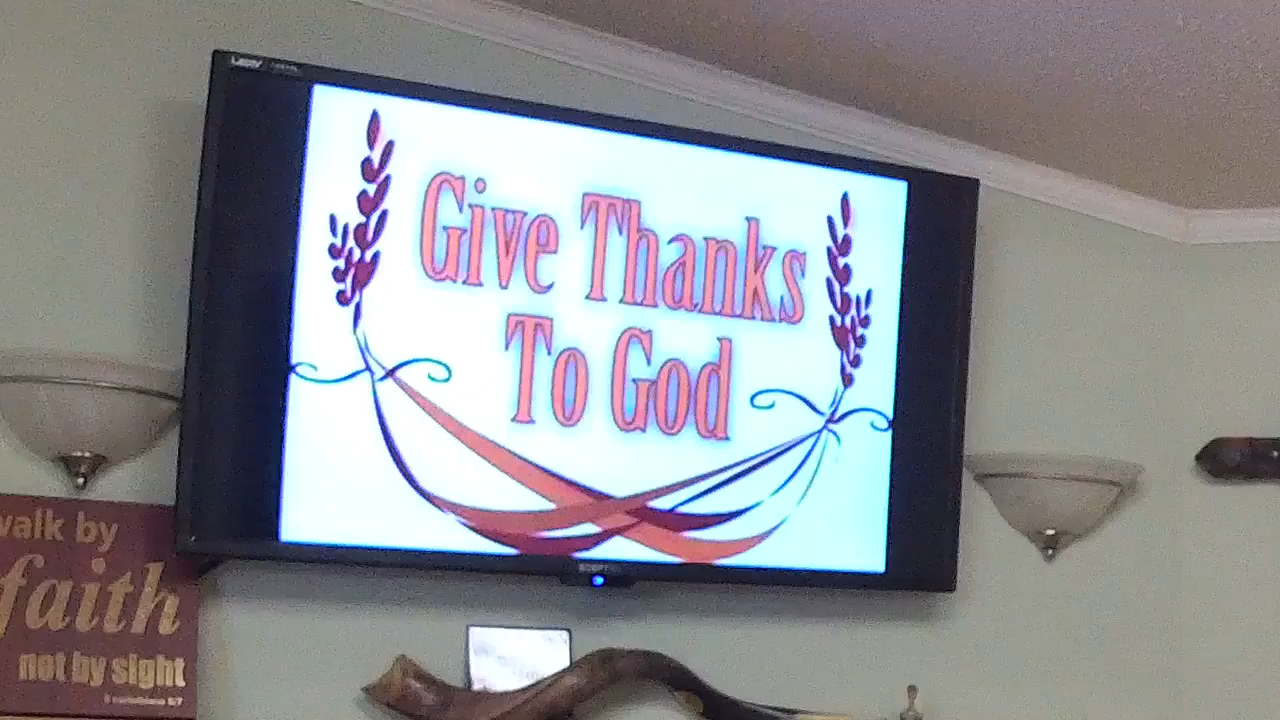 Give Thanks
To God
walk by
faith
not by sight